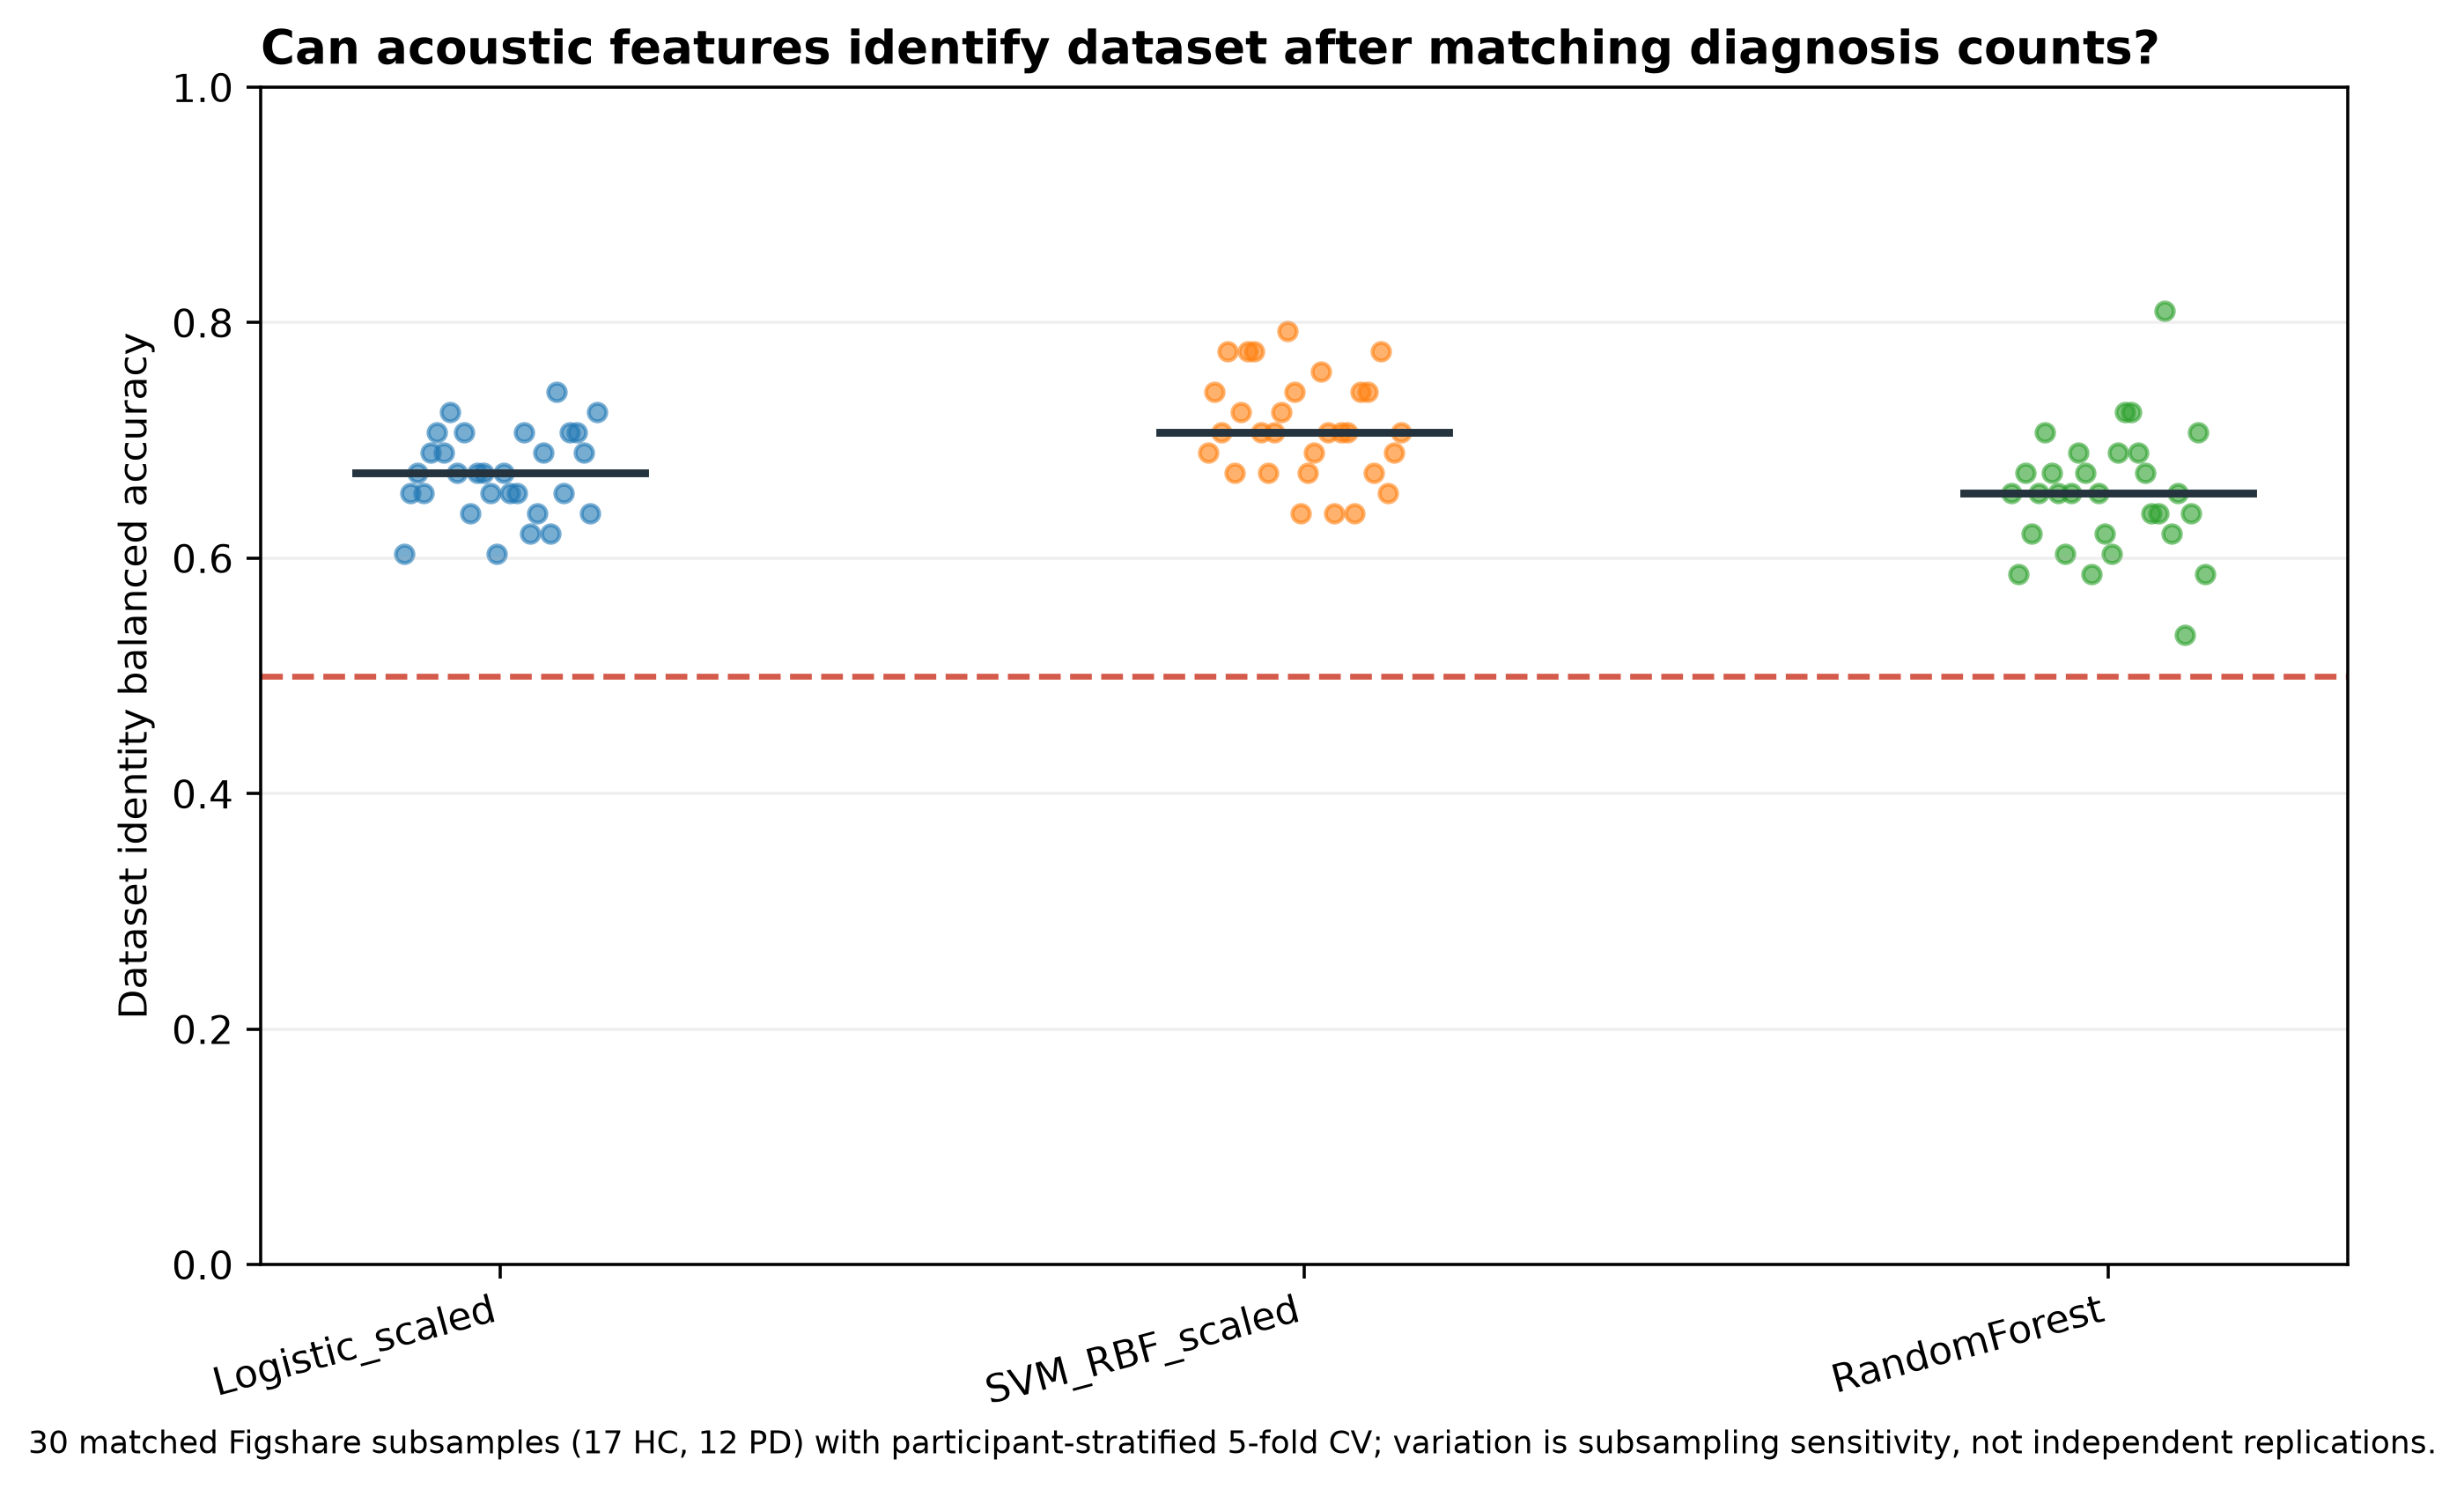 Can acoustic features identify dataset after matching diagnosis counts?
Dataset identity balanced accuracy
1.0
0.8
0.6
0.4
0.2
0.0
Logistic_scaled
SVM_RBF_scaled
RandomForest
30 matched Figshare subsamples (17 HC, 12 PD) with participant-stratified 5-fold CV; variation is subsampling sensitivity, not independent replications.